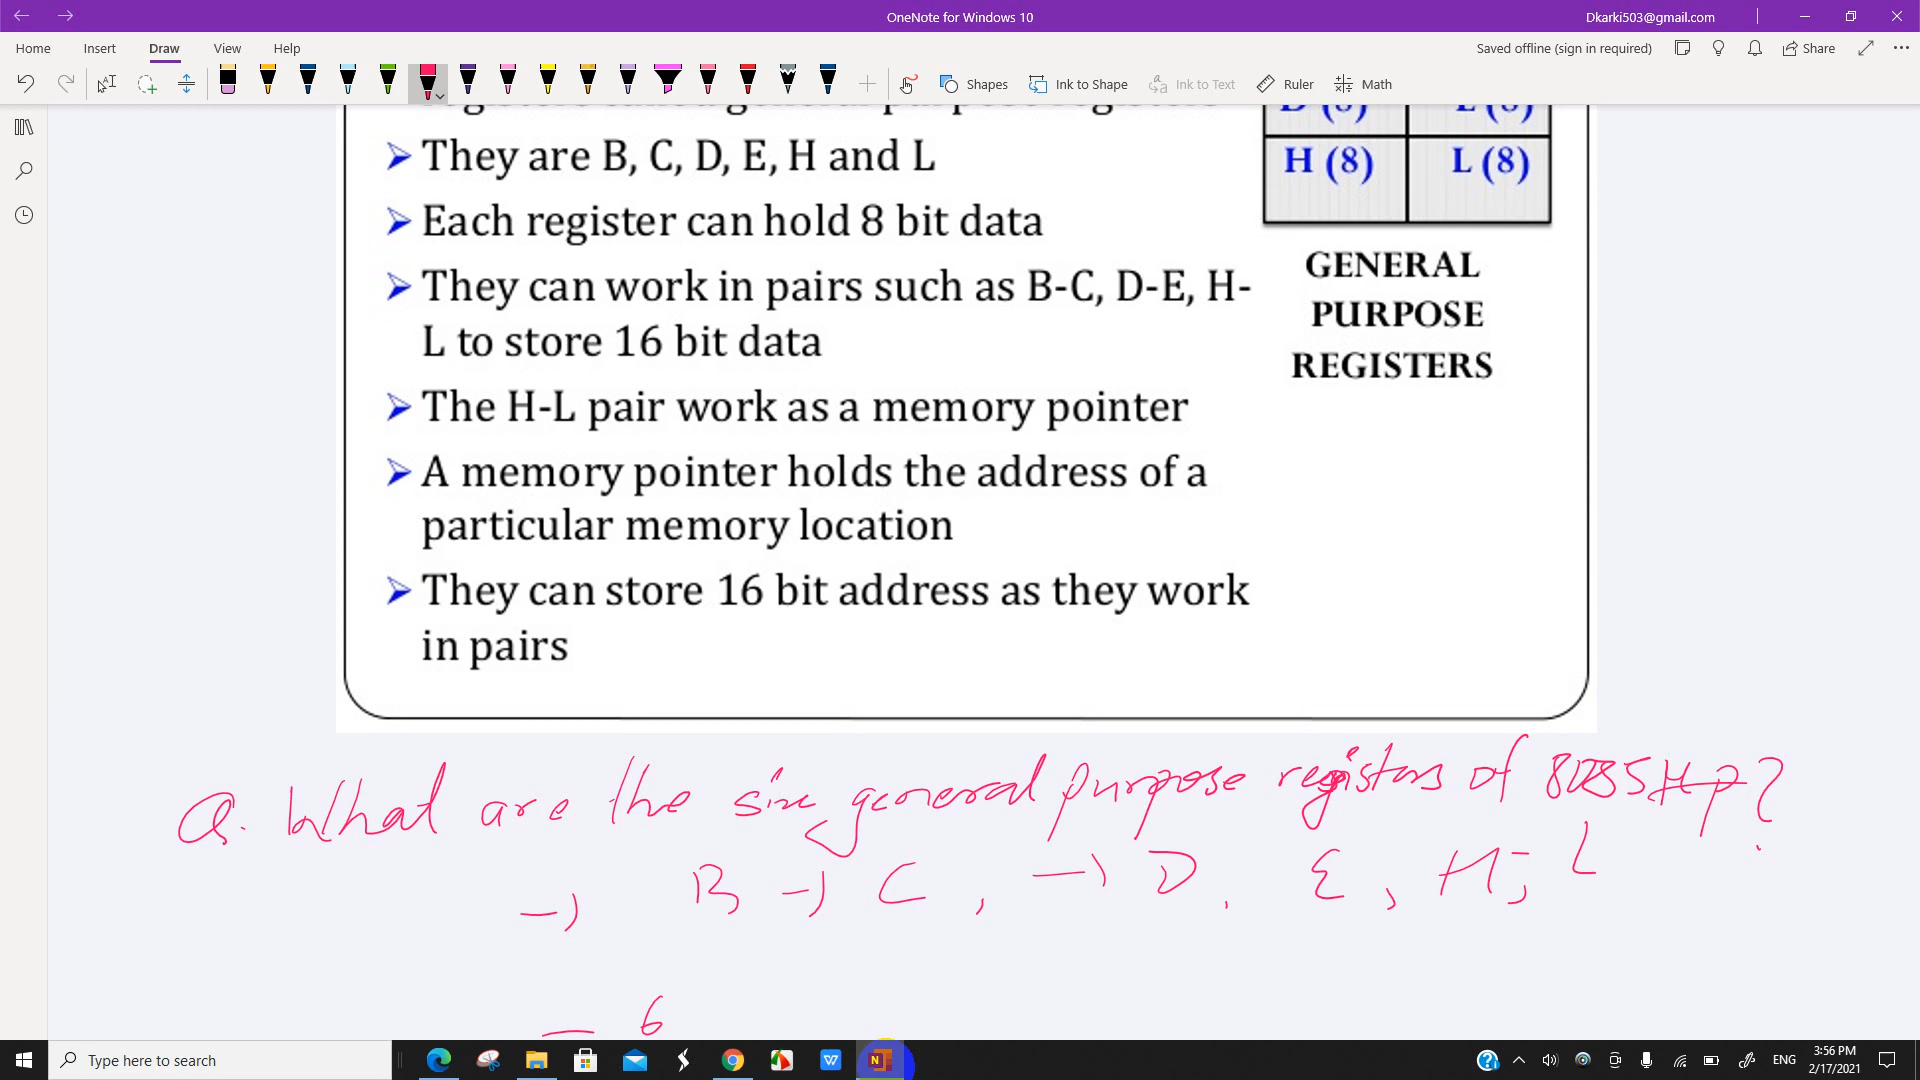 OneNote for Windows 10
Dkarki503@gmail.com
Home Insert Draw View Help
Saved offline (sign in required) Share
Shapes Ink to Shape Ink to Text Ruler Math
D (8) E (8)
They are B, C, D, E, H and L
H (8) L (8)
Each register can hold 8 bit data
They can work in pairs such as B-C, D-E, H-
L to store 16 bit data
GENERAL
PURPOSE
REGISTERS
The H-L pair work as a memory pointer
A memory pointer holds the address of a
particular memory location
They can store 16 bit address as they work
in pairs
Q. What are the six general purpose registers of 8085 μp?
→ B → C, → D, E, H, L
— 6
Type here to search
ENG
3:56 PM
2/17/2021